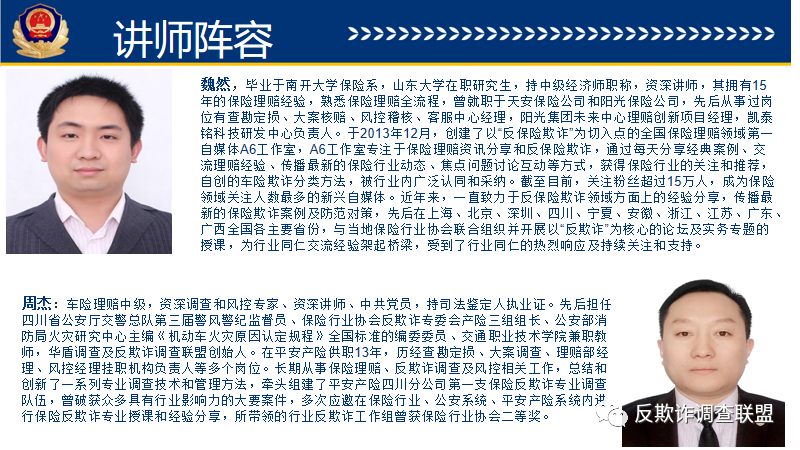 讲师阵容
魏然，毕业于南开大学保险系，山东大学在职研究生，持中级经济师职称，资深讲师，其拥有15
年的保险理赔经验，熟悉保险理赔全流程，曾就职于天安保险公司和阳光保险公司，先后从事过岗
位有查勘定损、大案核赔、风控稽核、客服中心经理，阳光集团未来中心理赔创新项目经理，凯泰
铭科技研发中心负责人。于2013年12月，创建了以“反保险欺诈”为切入点的全国保险理赔领域第一
自媒体A6工作室，A6工作室专注于保险理赔资讯分享和反保险欺诈，通过每天分享经典案例、交
流理赔经验、传播最新的保险行业动态、焦点问题讨论互动等方式，获得保险行业的关注和推荐，
自创的车险欺诈分类方法，被行业内广泛认同和采纳。截至目前，关注粉丝超过15万人，成为保险
领域关注人数最多的新兴自媒体。近年来，一直致力于反保险欺诈领域方面上的经验分享，传播最
新的保险欺诈案例及防范对策，先后在上海、北京、深圳、四川、宁夏、安徽、浙江、江苏、广东、
广西全国各主要省份，与当地保险行业协会联合组织并开展以“反欺诈”为核心的论坛及实务专题的
授课，为行业同仁交流经验架起桥梁，受到了行业同仁的热烈响应及持续关注和支持。
周杰：车险理赔中级，资深调查和风控专家、资深讲师、中共党员，持司法鉴定人执业证。先后担任
四川省公安厅交警总队第三届警风警纪监督员、保险行业协会反欺诈专委会产险三组组长、公安部消
防局火灾研究中心主编《机动车火灾原因认定规程》全国标准的编委委员、交通职业技术学院兼职教
师，华盾调查及反欺诈调查联盟创始人。在平安产险供职13年，历经查勘定损、大案调查、理赔部经
理、风控经理挂职机构负责人等多个岗位。长期从事保险理赔、反欺诈调查及风控相关工作，总结和
创新了一系列专业调查技术和管理方法，牵头组建了平安产险四川分公司第一支保险反欺诈专业调查
队伍，曾破获众多具有行业影响力的大要案件，多次应邀在保险行业、公安系统、平安产险系统内进
行保险反欺诈专业授课和经验分享，所带领的行业反欺诈工作组曾获保险行业协会二等奖。
反欺诈调查联盟